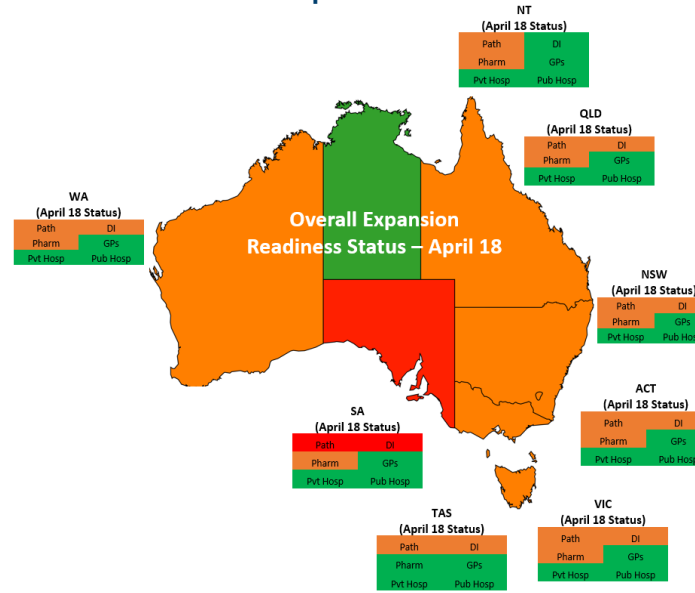 NT
(April 18 Status)
Path DI
Pharm GPs
Pvt Hosp Pub Hosp
QLD
(April 18 Status)
Path DI
Pharm GPs
Pvt Hosp Pub Hosp
WA
(April 18 Status)
Path DI
Pharm GPs
Pvt Hosp Pub Hosp
Overall Expansion
Readiness Status – April 18
NSW
(April 18 Status)
Path DI
Pharm GPs
Pvt Hosp Pub Hos
ACT
(April 18 Status)
Path DI
Pharm GPs
Pvt Hosp Pub Hosp
SA
(April 18 Status)
Path DI
Pharm GPs
Pvt Hosp Pub Hosp
TAS
(April 18 Status)
Path DI
Pharm GPs
Pvt Hosp Pub Hosp
VIC
(April 18 Status)
Path DI
Pharm GPs
Pvt Hosp Pub Hosp